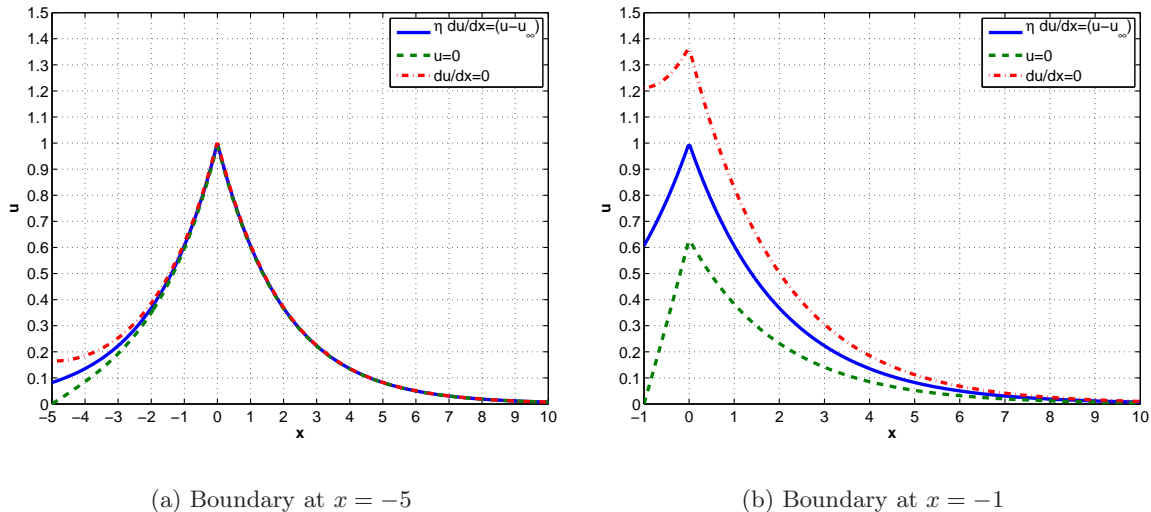 1.5
1.4
1.3
1.2
1.1
1
0.9
0.8
0.7
0.6
0.5
0.4
0.3
0.2
0.1
0
u
−5 −4 −3 −2 −1 0 1 2 3 4 5 6 7 8 9 10
x
η du/dx=(u−u∞)
u=0
du/dx=0
(a) Boundary at x = −5
1.5
1.4
1.3
1.2
1.1
1
0.9
0.8
0.7
0.6
0.5
0.4
0.3
0.2
0.1
0
u
−1 0 1 2 3 4 5 6 7 8 9 10
x
η du/dx=(u−u∞)
u=0
du/dx=0
(b) Boundary at x = −1